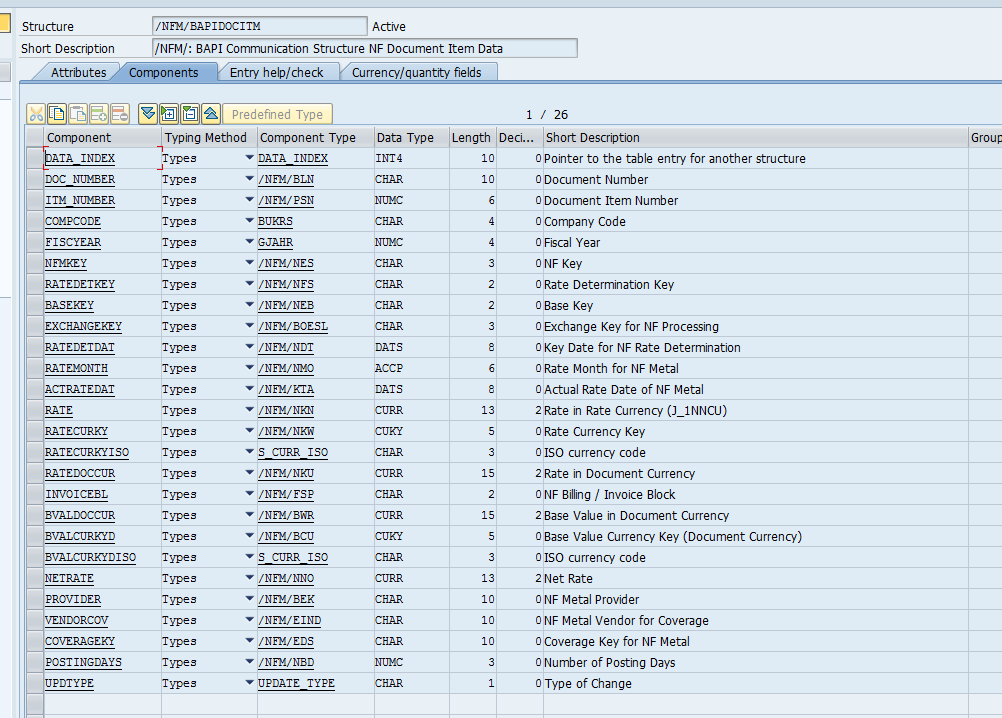 Structure /NFM/BAPIDOCITM Active
Short Description /NFM/: BAPI Communication Structure NF Document Item Data
Attributes Components Entry help/check Currency/quantity fields
Predefined Type 1 / 26
Component Typing Method Component Type Data Type Length Deci... Short Description Group
DATA_INDEX Types DATA_INDEX INT4 10 0 Pointer to the table entry for another structure
DOC_NUMBER Types /NFM/BLN CHAR 10 0 Document Number
ITM_NUMBER Types /NFM/PSN NUMC 6 0 Document Item Number
COMPCODE Types BUKRS CHAR 4 0 Company Code
FISCYEAR Types GJAHR NUMC 4 0 Fiscal Year
NFMKEY Types /NFM/NES CHAR 3 0 NF Key
RATEDETKEY Types /NFM/NFS CHAR 2 0 Rate Determination Key
BASEKEY Types /NFM/NEB CHAR 2 0 Base Key
EXCHANGEKEY Types /NFM/BOESL CHAR 3 0 Exchange Key for NF Processing
RATEDETDAT Types /NFM/NDT DATS 8 0 Key Date for NF Rate Determination
RATEMONTH Types /NFM/NMO ACCP 6 0 Rate Month for NF Metal
ACTRATEDAT Types /NFM/KTA DATS 8 0 Actual Rate Date of NF Metal
RATE Types /NFM/NKN CURR 13 2 Rate in Rate Currency (J_1NNCU)
RATECURKY Types /NFM/NKW CUKY 5 0 Rate Currency Key
RATECURKYISO Types S_CURR_ISO CHAR 3 0 ISO currency code
RATEDOCCUR Types /NFM/NKU CURR 15 2 Rate in Document Currency
INVOICEBL Types /NFM/FSP CHAR 2 0 NF Billing / Invoice Block
BVALDOCCUR Types /NFM/BWR CURR 15 2 Base Value in Document Currency
BVALCURKYD Types /NFM/BCU CUKY 5 0 Base Value Currency Key (Document Currency)
BVALCURKYDISO Types S_CURR_ISO CHAR 3 0 ISO currency code
NETRATE Types /NFM/NNO CURR 13 2 Net Rate
PROVIDER Types /NFM/BEK CHAR 10 0 NF Metal Provider
VENDORCOV Types /NFM/EIND CHAR 10 0 NF Metal Vendor for Coverage
COVERAGEKY Types /NFM/EDS CHAR 10 0 Coverage Key for NF Metal
POSTINGDAYS Types /NFM/NBD NUMC 3 0 Number of Posting Days
UPDTYPE Types UPDATE_TYPE CHAR 1 0 Type of Change